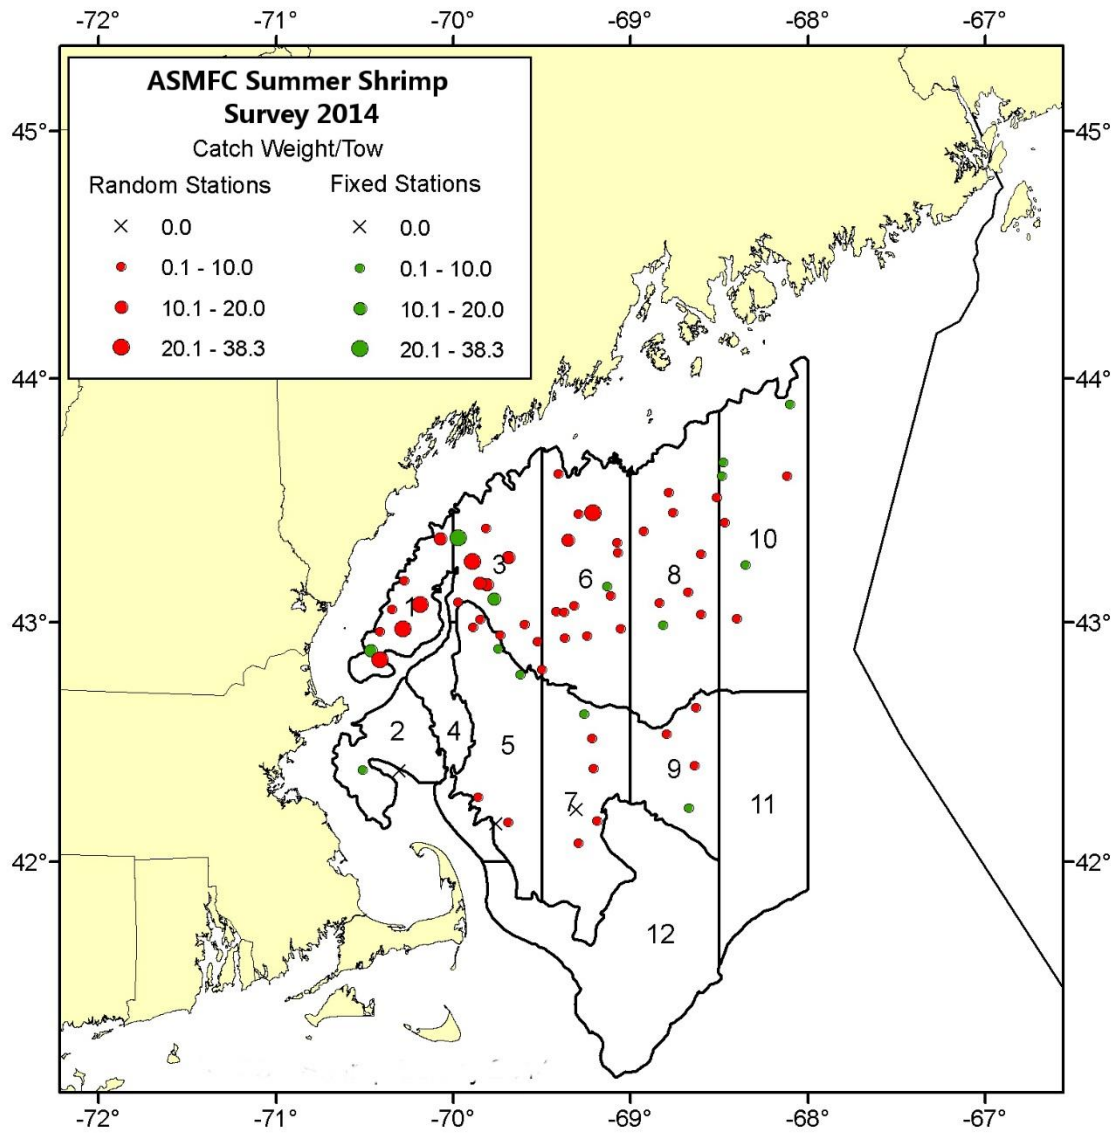 -72° -71° -70° -69° -68° -67°
ASMFC Summer Shrimp
Survey 2014
Catch Weight/Tow
Random Stations Fixed Stations
0.0 0.0
0.1 - 10.0 0.1 - 10.0
10.1 - 20.0 10.1 - 20.0
20.1 - 38.3 20.1 - 38.3
45° 45°
44° 44°
10
3
6 8
1
43° 43°
2 4 5
9
7 11
42° 42°
12
-72° -71° -70° -69° -68° -67°